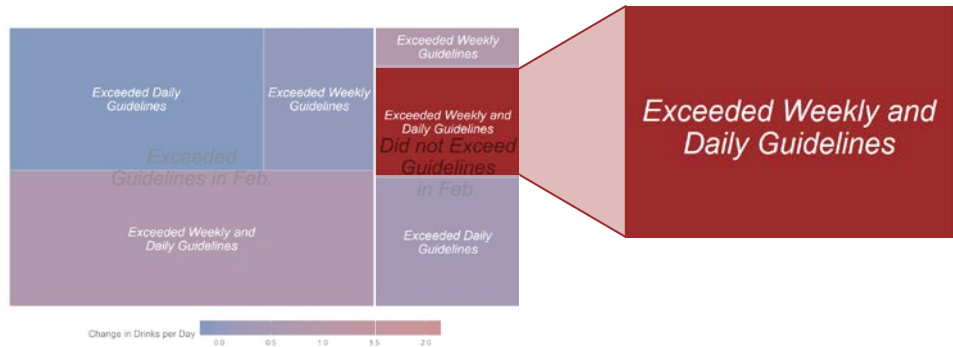 Exceeded Daily
Guidelines
Exceeded Weekly
Guidelines
Exceeded Weekly
Guidelines
Exceeded Weekly and
Daily Guidelines
Exceeded
Guidelines in Feb.
Did not Exceed
Guidelines
in Feb.
Exceeded Weekly and
Daily Guidelines
Exceeded Daily
Guidelines
Exceeded Weekly and
Daily Guidelines
Change in Drinks per Day
0.0 0.5 1.0 1.5 2.0